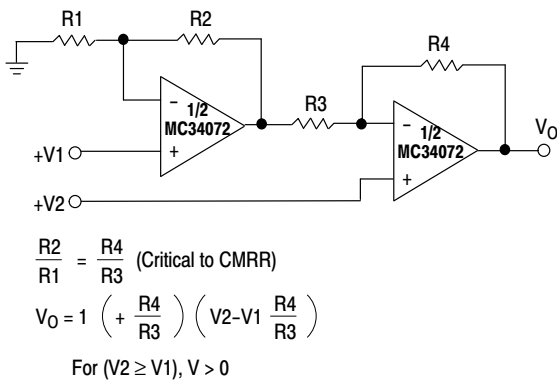 R1
R2
R4
R3
1/2
MC34072
1/2
MC34072
VO
+V1
+V2
−
+
−
+
R2/R1 = R4/R3 (Critical to CMRR)
VO = 1 ( + R4/R3 ) ( V2–V1 R4/R3 )
For (V2 ≥ V1), V > 0